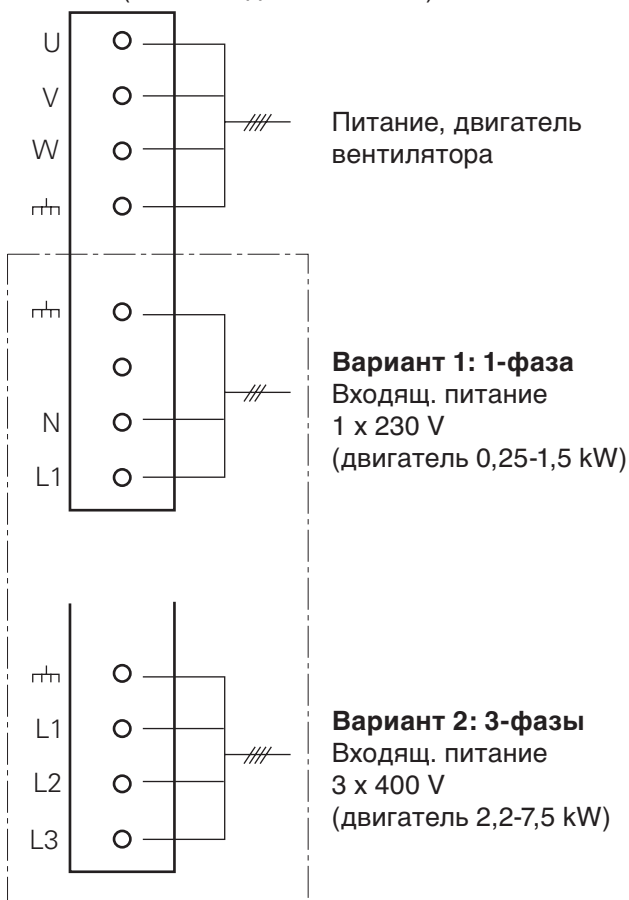 U
V
W
Питание, двигатель
вентилятора
N
L1
Вариант 1: 1-фаза
Входящ. питание
1 x 230 V
(двигатель 0,25-1,5 kW)
L1
L2
L3
Вариант 2: 3-фазы
Входящ. питание
3 x 400 V
(двигатель 2,2-7,5 kW)